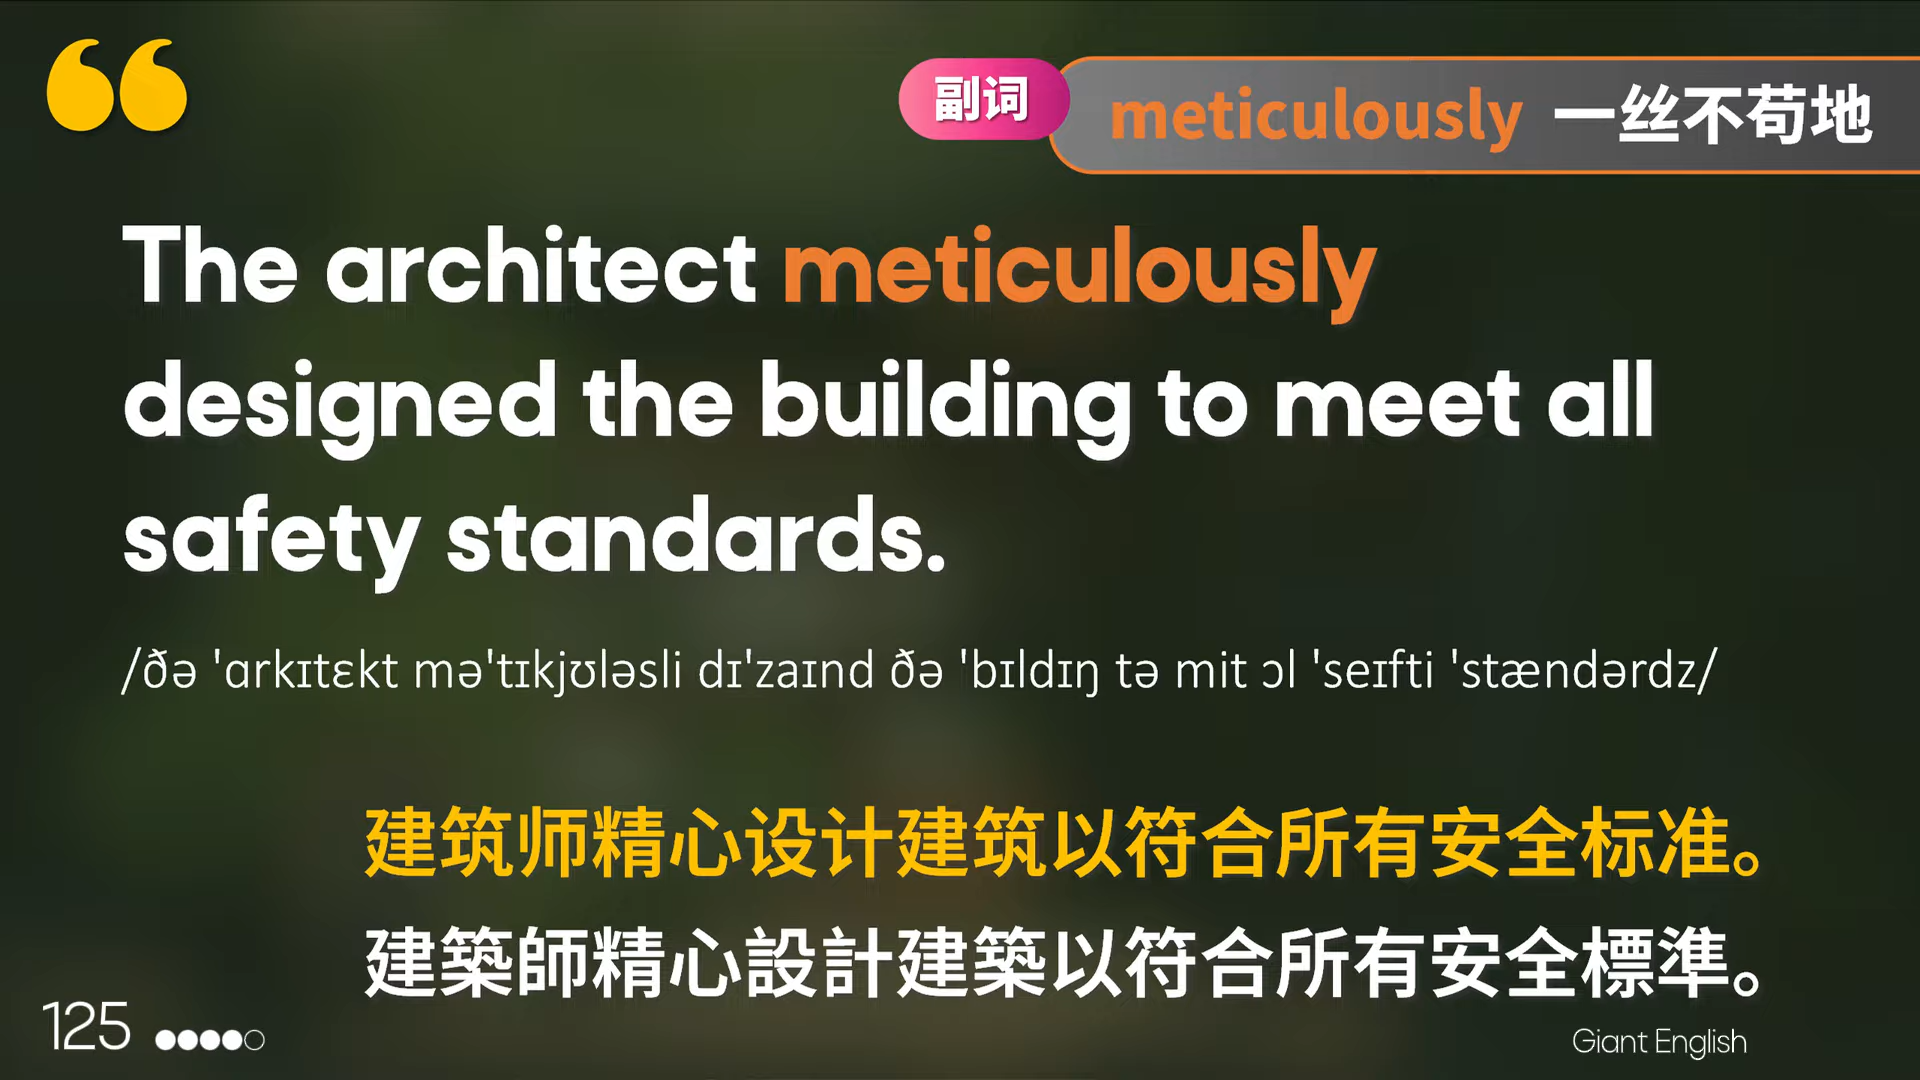 副词
meticulously 一丝不苟地
The architect meticulously
designed the building to meet all
safety standards.
/ðə ˈɑrkɪtɛkt məˈtɪkjʊləsli dɪˈzaɪnd ðə ˈbɪldɪŋ tə mit ɔl ˈseɪfti ˈstændərdz/
建筑师精心设计建筑以符合所有安全标准。
建築師精心設計建築以符合所有安全標準。
125
Giant English